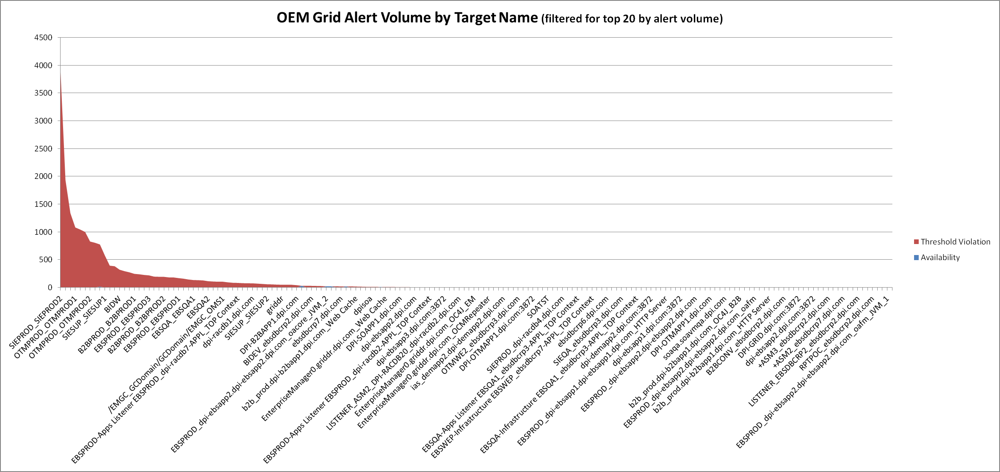 OEM Grid Alert Volume by Target Name (filtered for top 20 by alert volume)
4500
4000
3500
3000
2500
2000
1500
1000
500
0
Threshold Violation
Availability
SIEPROD_SIEPROD2
OTMPROD_OTMPROD1
OTMPROD_OTMPROD2
SIESUP_SIESUP1
BIDW
B2BPROD_B2BPROD1
EBSPROD_EBSPROD3
B2BPROD_B2BPROD2
EBSPROD_EBSPROD1
EBSQA_EBSQA1
EBSQA2
/EMGC_GCDomain/GCDomain/EMGC_OMS1
EBSPROD-Apps Listener EBSPROD_dpi-racdb7-APPL_TOP Context
dpi-racdb1.dpi.com
SIESUP_SIESUP2
griddr
DPI-B2BAPP1.dpi.com
BIDEV_ebsdbcrp2.dpi.com
EBSPROD_dpi-ebsapp2.dpi-ebsapp2.dpi.com_oacore_JVM_2
ebsdbcrp7.dpi.com
b2b_prod.dpi-b2bapp1.dpi.com_Web Cache
dpisoa
EnterpriseManager0.griddr.dpi.com_Web Cache
DPI-SOAPP1.dpi.com
dpi-ebsapp2.dpi.com
EBSPROD-Apps Listener EBSPROD_dpi-racdb2-APPL_TOP Context
dpi-ebsapp3.dpi.com:3872
LISTENER_ASM2_DPI-RACDB20_dpi-racdb2.dpi.com
EnterpriseManager0.griddr.dpi.com_OC4J_EM
EnterpriseManager0.griddr.dpi.com_OCMRepeater
ias_demapp2.dpi-demapp2.dpi.com
OTMWE2_ebsdbcrp3.dpi.com
DPI-OTMAPP1.dpi.com:3872
SOATST
SIEPROD_dpi-racdb4.dpi.com
EBSQA-Apps Listener EBSQA1_ebsdbcrp3-APPL_TOP Context
EBSWEP-Infrastructure EBSWEP_ebsdbcrp7-APPL_TOP Context
ebsdbcrp6.dpi.com
SIEQA_ebsdbcrp3.dpi.com
EBSQA-Infrastructure EBSQA1_ebsdbcrp3-APPL_TOP Context
dpi-demapp2.dpi.com:3872
EBSPROD_dpi-ebsapp1.dpi-ebsapp1.dpi.com_HTTP Server
dpi-ebsapp1.dpi.com:3872
EBSPROD_dpi-ebsapp2.dpi-ebsapp2.dpi.com
DPI-OTMAPP1.dpi.com
soaqa-soavmqa.dpi.com
b2b_prod.dpi-b2bapp1.dpi.com_OC4J_B2B
EBSPROD_dpi-ebsapp2.dpi-ebsapp2.dpi.com_oafm
b2b_prod.dpi-b2bapp1.dpi.com_HTTP Server
B2BCONV_ebsdbcrp2.dpi.com
DPI-GRID.dpi.com:3872
dpi-ebsapp2.dpi.com:3872
+ASM3_ebsdbcrp2.dpi.com
+ASM2_ebsdbcrp7.dpi.com
LISTENER_EBSDBCRP2_ebsdbcrp2.dpi.com
RPTPOC_ebsdbcrp2.dpi.com
EBSPROD_dpi-ebsapp2.dpi-ebsapp2.dpi.com_oafm_JVM_1